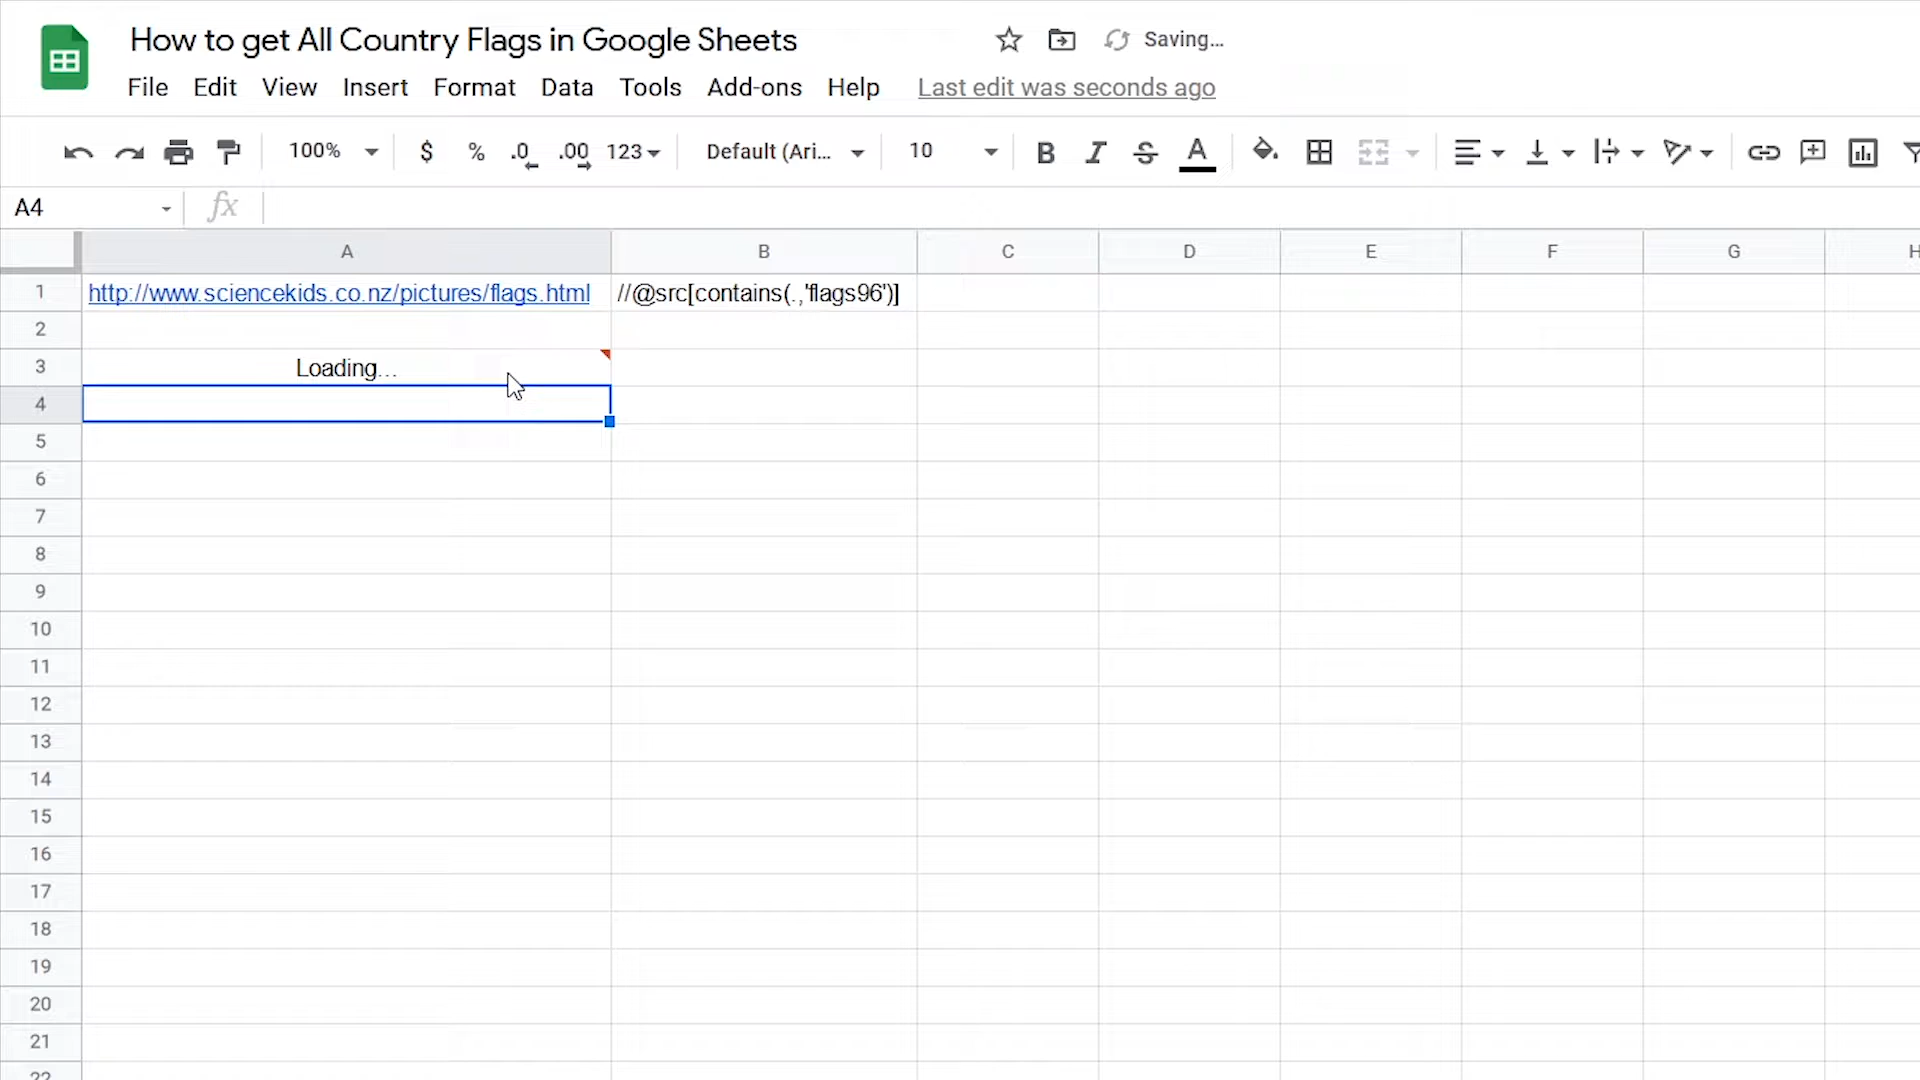 How to get All Country Flags in Google Sheets Saving...
File Edit View Insert Format Data Tools Add-ons Help Last edit was seconds ago
100% $ % .0 .00 123 Default (Ari... 10 B I S A
A4 fx
A B C D E F G H
1 http://www.sciencekids.co.nz/pictures/flags.html //@src[contains(.,'flags96')]
2
3 Loading...
4
5
6
7
8
9
10
11
12
13
14
15
16
17
18
19
20
21
22